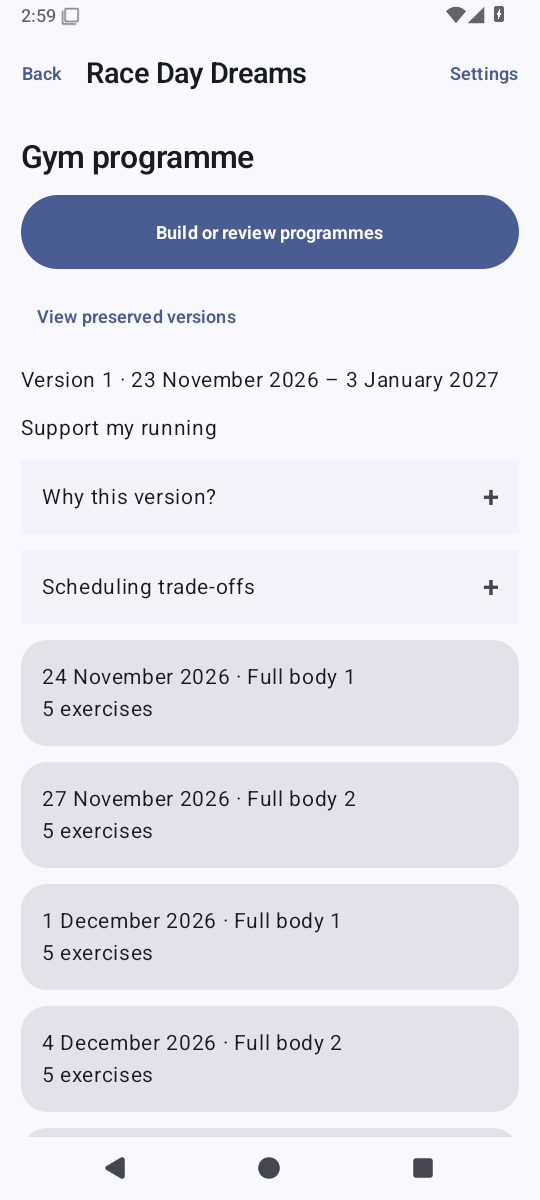 2:59
Back Race Day Dreams Settings
Gym programme
Build or review programmes
View preserved versions
Version 1 · 23 November 2026 – 3 January 2027
Support my running
Why this version? +
Scheduling trade-offs +
24 November 2026 · Full body 1
5 exercises
27 November 2026 · Full body 2
5 exercises
1 December 2026 · Full body 1
5 exercises
4 December 2026 · Full body 2
5 exercises